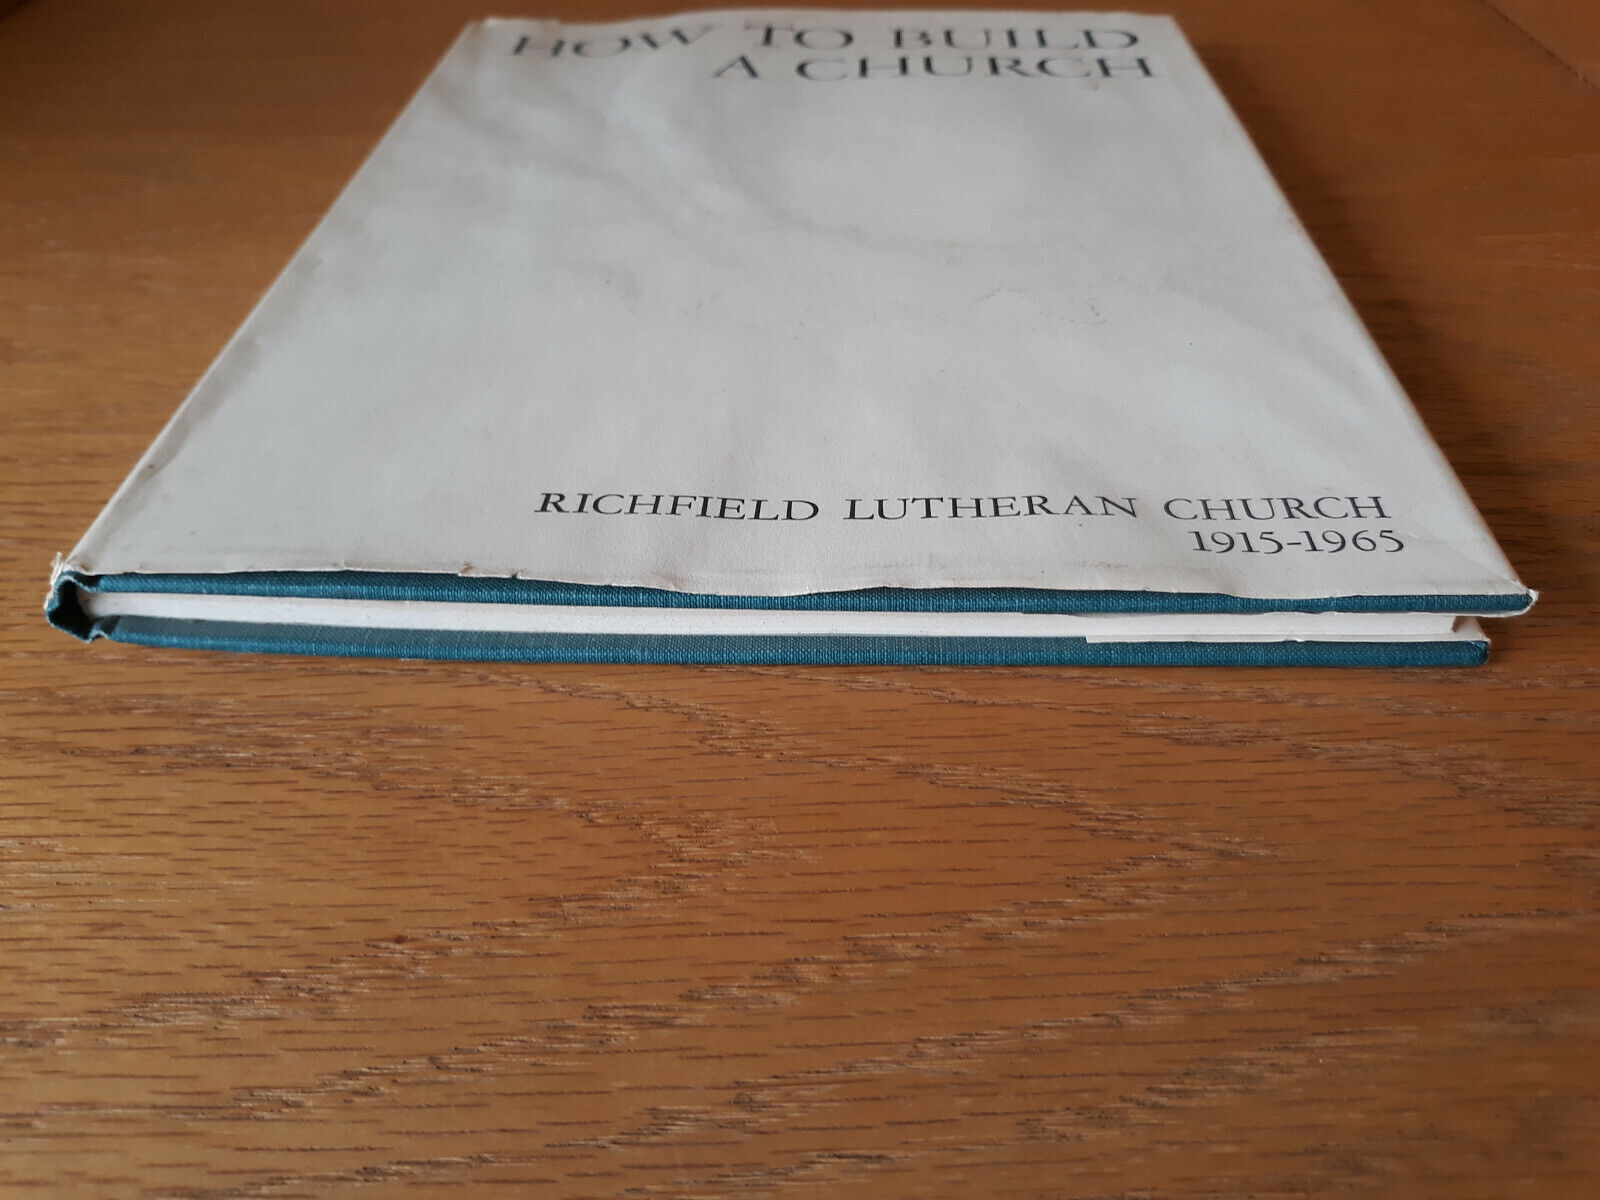 HOW TO BUILD
A CHURCH
RICHFIELD LUTHERAN CHURCH
1915-1965